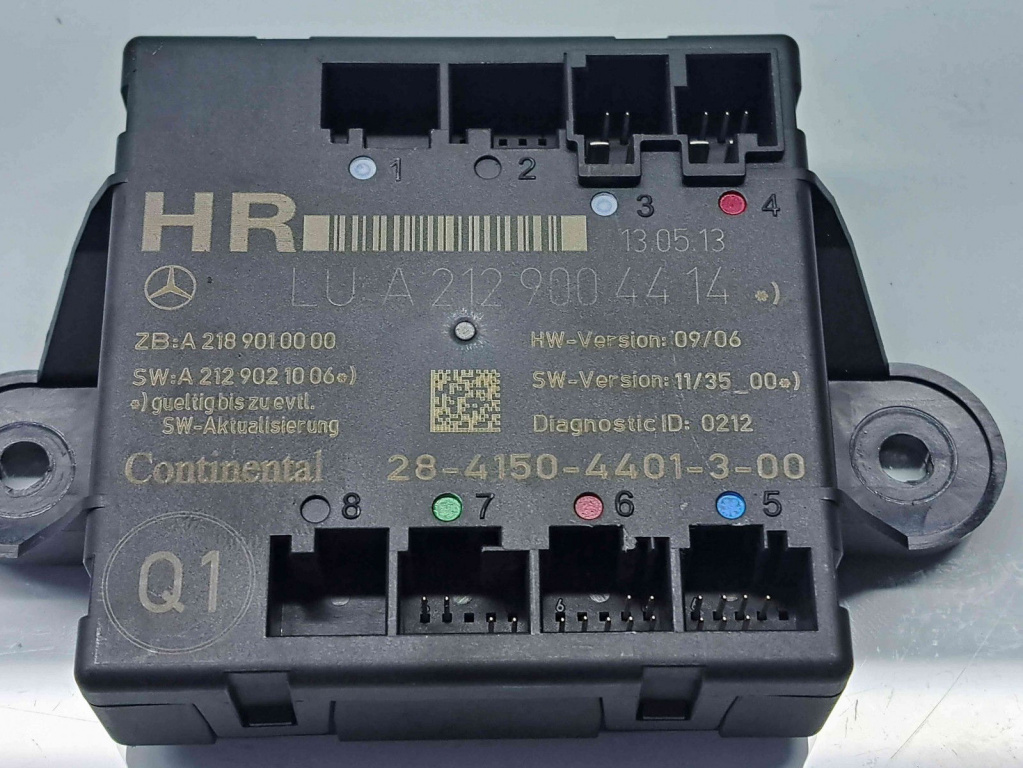 1 2
3 4
HR
13.05.13
LU: A 212 900 44 14 *)
ZB: A 218 901 00 00
HW-Version: 09/06
SW: A 212 902 10 06 *)
SW-Version: 11/35_00 *)
*) gueltig bis zu evtl.
SW-Aktualisierung
Diagnostic ID: 0212
Continental
28-4150-4401-3-00
8 7 6 5
Q1